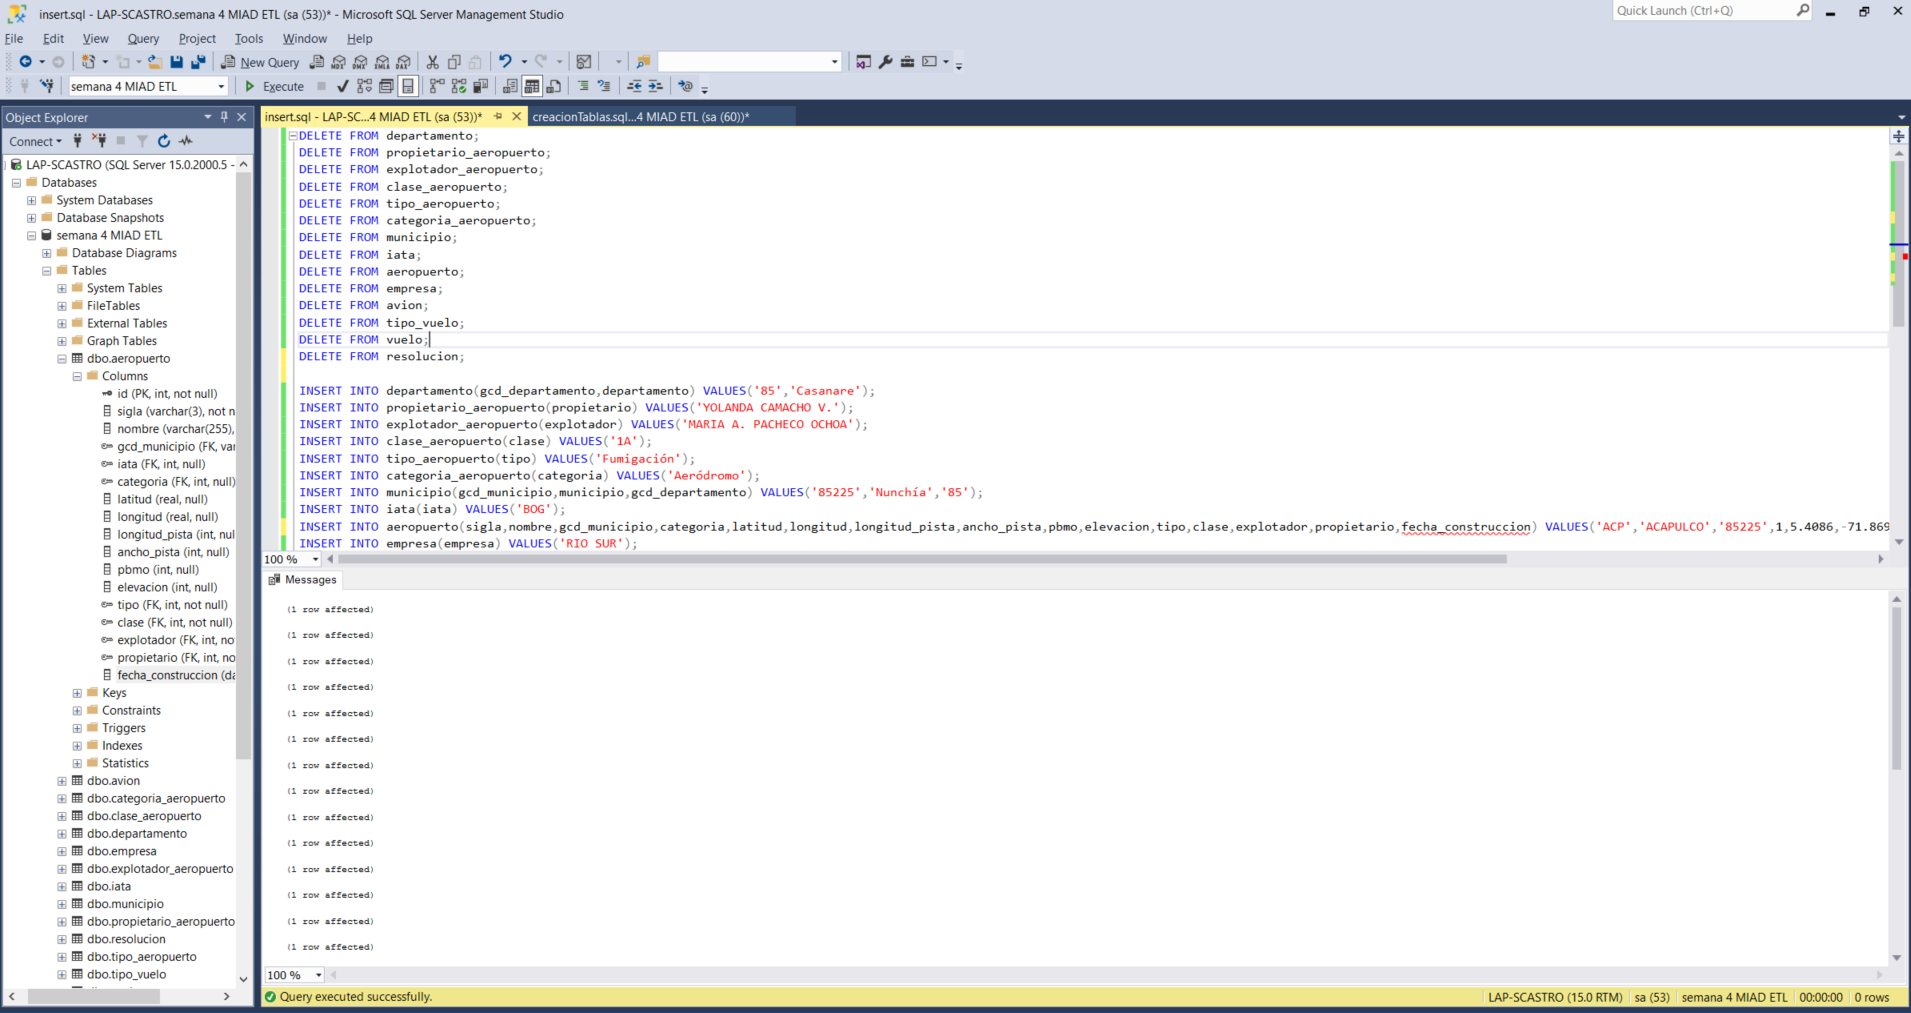 insert.sql - LAP-SCASTRO.semana 4 MIAD ETL (sa (53))* - Microsoft SQL Server Management Studio
Quick Launch (Ctrl+Q)
File Edit View Query Project Tools Window Help
New Query
MDX DMX XMLA DAX
semana 4 MIAD ETL
Execute
Object Explorer
insert.sql - LAP-SC...4 MIAD ETL (sa (53))*
creacionTablas.sql...4 MIAD ETL (sa (60))*
Connect
LAP-SCASTRO (SQL Server 15.0.2000.5 -
Databases
System Databases
Database Snapshots
semana 4 MIAD ETL
Database Diagrams
Tables
System Tables
FileTables
External Tables
Graph Tables
dbo.aeropuerto
Columns
id (PK, int, not null)
sigla (varchar(3), not n
nombre (varchar(255),
gcd_municipio (FK, var
iata (FK, int, null)
categoria (FK, int, null)
latitud (real, null)
longitud (real, null)
longitud_pista (int, nul
ancho_pista (int, null)
pbmo (int, null)
elevacion (int, null)
tipo (FK, int, not null)
clase (FK, int, not null)
explotador (FK, int, no
propietario (FK, int, no
fecha_construccion (da
Keys
Constraints
Triggers
Indexes
Statistics
dbo.avion
dbo.categoria_aeropuerto
dbo.clase_aeropuerto
dbo.departamento
dbo.empresa
dbo.explotador_aeropuerto
dbo.iata
dbo.municipio
dbo.propietario_aeropuerto
dbo.resolucion
dbo.tipo_aeropuerto
dbo.tipo_vuelo
DELETE FROM departamento;
DELETE FROM propietario_aeropuerto;
DELETE FROM explotador_aeropuerto;
DELETE FROM clase_aeropuerto;
DELETE FROM tipo_aeropuerto;
DELETE FROM categoria_aeropuerto;
DELETE FROM municipio;
DELETE FROM iata;
DELETE FROM aeropuerto;
DELETE FROM empresa;
DELETE FROM avion;
DELETE FROM tipo_vuelo;
DELETE FROM vuelo;
DELETE FROM resolucion;
INSERT INTO departamento(gcd_departamento,departamento) VALUES('85','Casanare');
INSERT INTO propietario_aeropuerto(propietario) VALUES('YOLANDA CAMACHO V.');
INSERT INTO explotador_aeropuerto(explotador) VALUES('MARIA A. PACHECO OCHOA');
INSERT INTO clase_aeropuerto(clase) VALUES('1A');
INSERT INTO tipo_aeropuerto(tipo) VALUES('Fumigación');
INSERT INTO categoria_aeropuerto(categoria) VALUES('Aeródromo');
INSERT INTO municipio(gcd_municipio,municipio,gcd_departamento) VALUES('85225','Nunchía','85');
INSERT INTO iata(iata) VALUES('BOG');
INSERT INTO aeropuerto(sigla,nombre,gcd_municipio,categoria,latitud,longitud,longitud_pista,ancho_pista,pbmo,elevacion,tipo,clase,explotador,propietario,fecha_construccion) VALUES('ACP','ACAPULCO','85225',1,5.4086,-71.869
INSERT INTO empresa(empresa) VALUES('RIO SUR');
100 %
Messages
(1 row affected)
(1 row affected)
(1 row affected)
(1 row affected)
(1 row affected)
(1 row affected)
(1 row affected)
(1 row affected)
(1 row affected)
(1 row affected)
(1 row affected)
(1 row affected)
(1 row affected)
(1 row affected)
100 %
Query executed successfully.
LAP-SCASTRO (15.0 RTM) sa (53) semana 4 MIAD ETL 00:00:00 0 rows